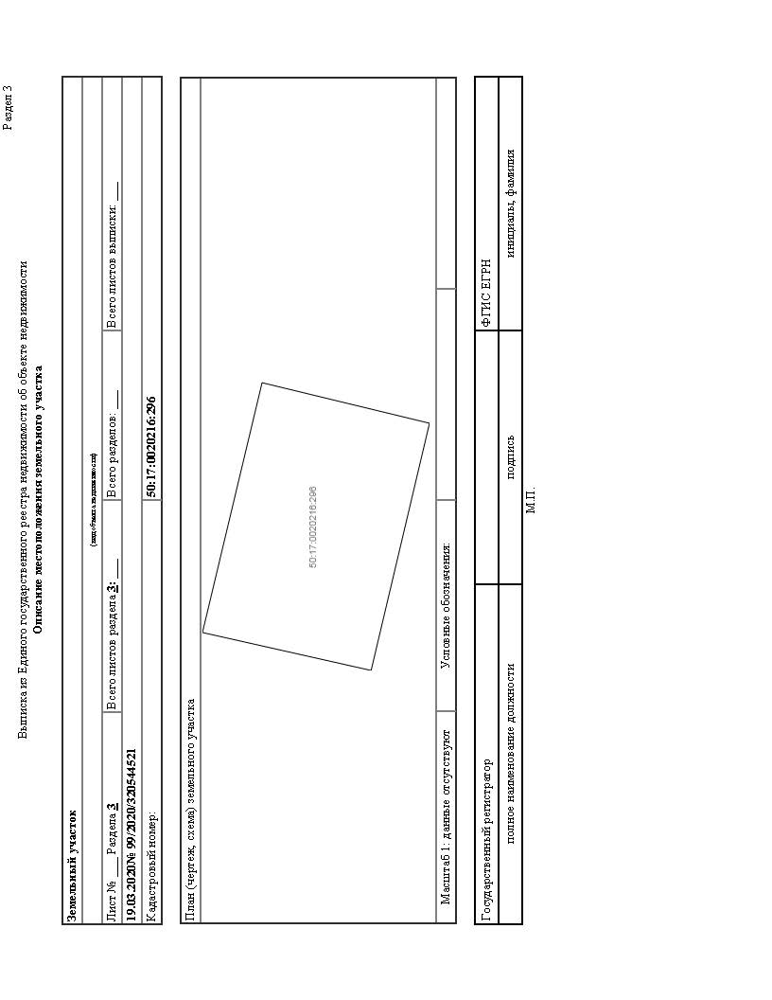 Раздел 3
Выписка из Единого государственного реестра недвижимости об объекте недвижимости
Описание местоположения земельного участка
Земельный участок
(вид объекта недвижимости)
Лист № ___ Раздела 3 Всего листов раздела 3: ___ Всего разделов: ___ Всего листов выписки: ___
19.03.2020№ 99/2020/320544521
Кадастровый номер: 50:17:0020216:296
План (чертеж, схема) земельного участка
50:17:0020216:296
Масштаб 1: данные отсутствуют Условные обозначения:
Государственный регистратор ФГИС ЕГРН
полное наименование должности подпись инициалы, фамилия
М.П.